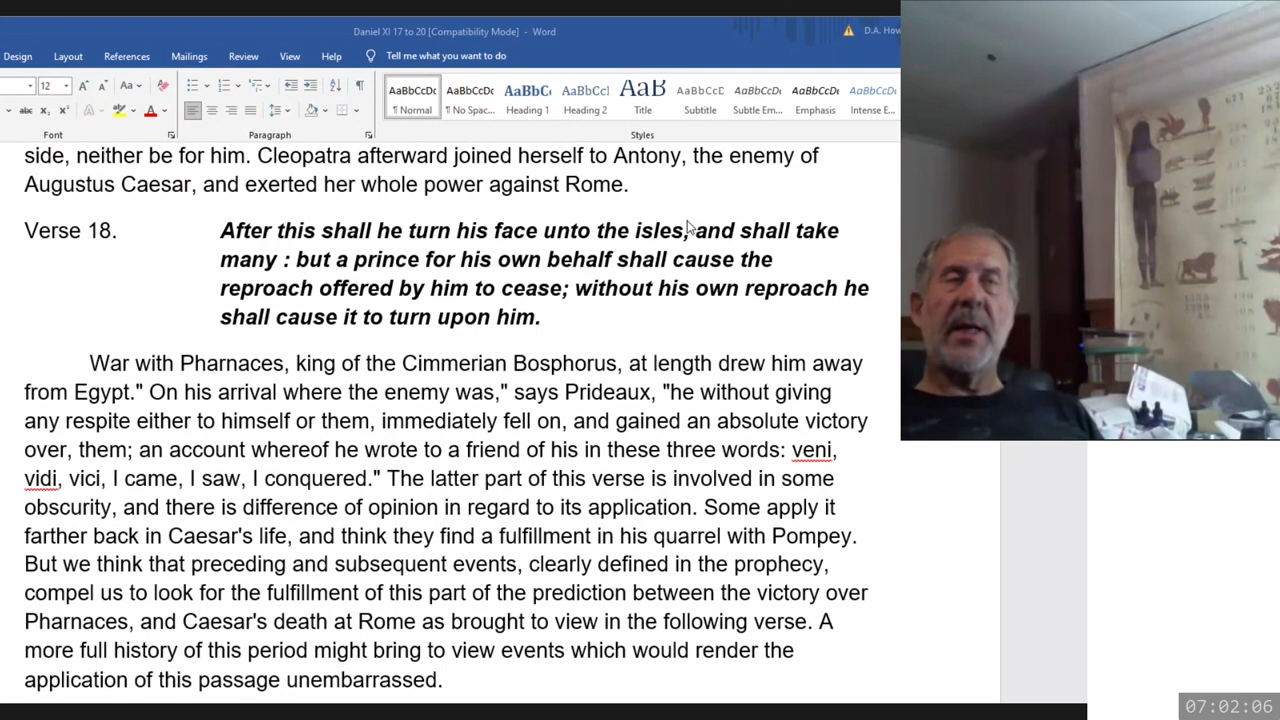 Daniel XI 17 to 20 [Compatibility Mode] - Word
D.A. How
Design Layout References Mailings Review View Help Tell me what you want to do
12
Aa
abc x₂ x²
A A
AaBbCcDc AaBbCcDc AaBbCc AaBbCcl AaB AaBbCcD AaBbCcDc AaBbCcDc AaBbCcDc
¶ Normal ¶ No Spac... Heading 1 Heading 2 Title Subtitle Subtle Em... Emphasis Intense E...
Font Paragraph Styles
side, neither be for him. Cleopatra afterward joined herself to Antony, the enemy of
Augustus Caesar, and exerted her whole power against Rome.
Verse 18. After this shall he turn his face unto the isles, and shall take
many : but a prince for his own behalf shall cause the
reproach offered by him to cease; without his own reproach he
shall cause it to turn upon him.
War with Pharnaces, king of the Cimmerian Bosphorus, at length drew him away
from Egypt." On his arrival where the enemy was," says Prideaux, "he without giving
any respite either to himself or them, immediately fell on, and gained an absolute victory
over, them; an account whereof he wrote to a friend of his in these three words: veni,
vidi, vici, I came, I saw, I conquered." The latter part of this verse is involved in some
obscurity, and there is difference of opinion in regard to its application. Some apply it
farther back in Caesar's life, and think they find a fulfillment in his quarrel with Pompey.
But we think that preceding and subsequent events, clearly defined in the prophecy,
compel us to look for the fulfillment of this part of the prediction between the victory over
Pharnaces, and Caesar's death at Rome as brought to view in the following verse. A
more full history of this period might bring to view events which would render the
application of this passage unembarrassed.
07:02:06